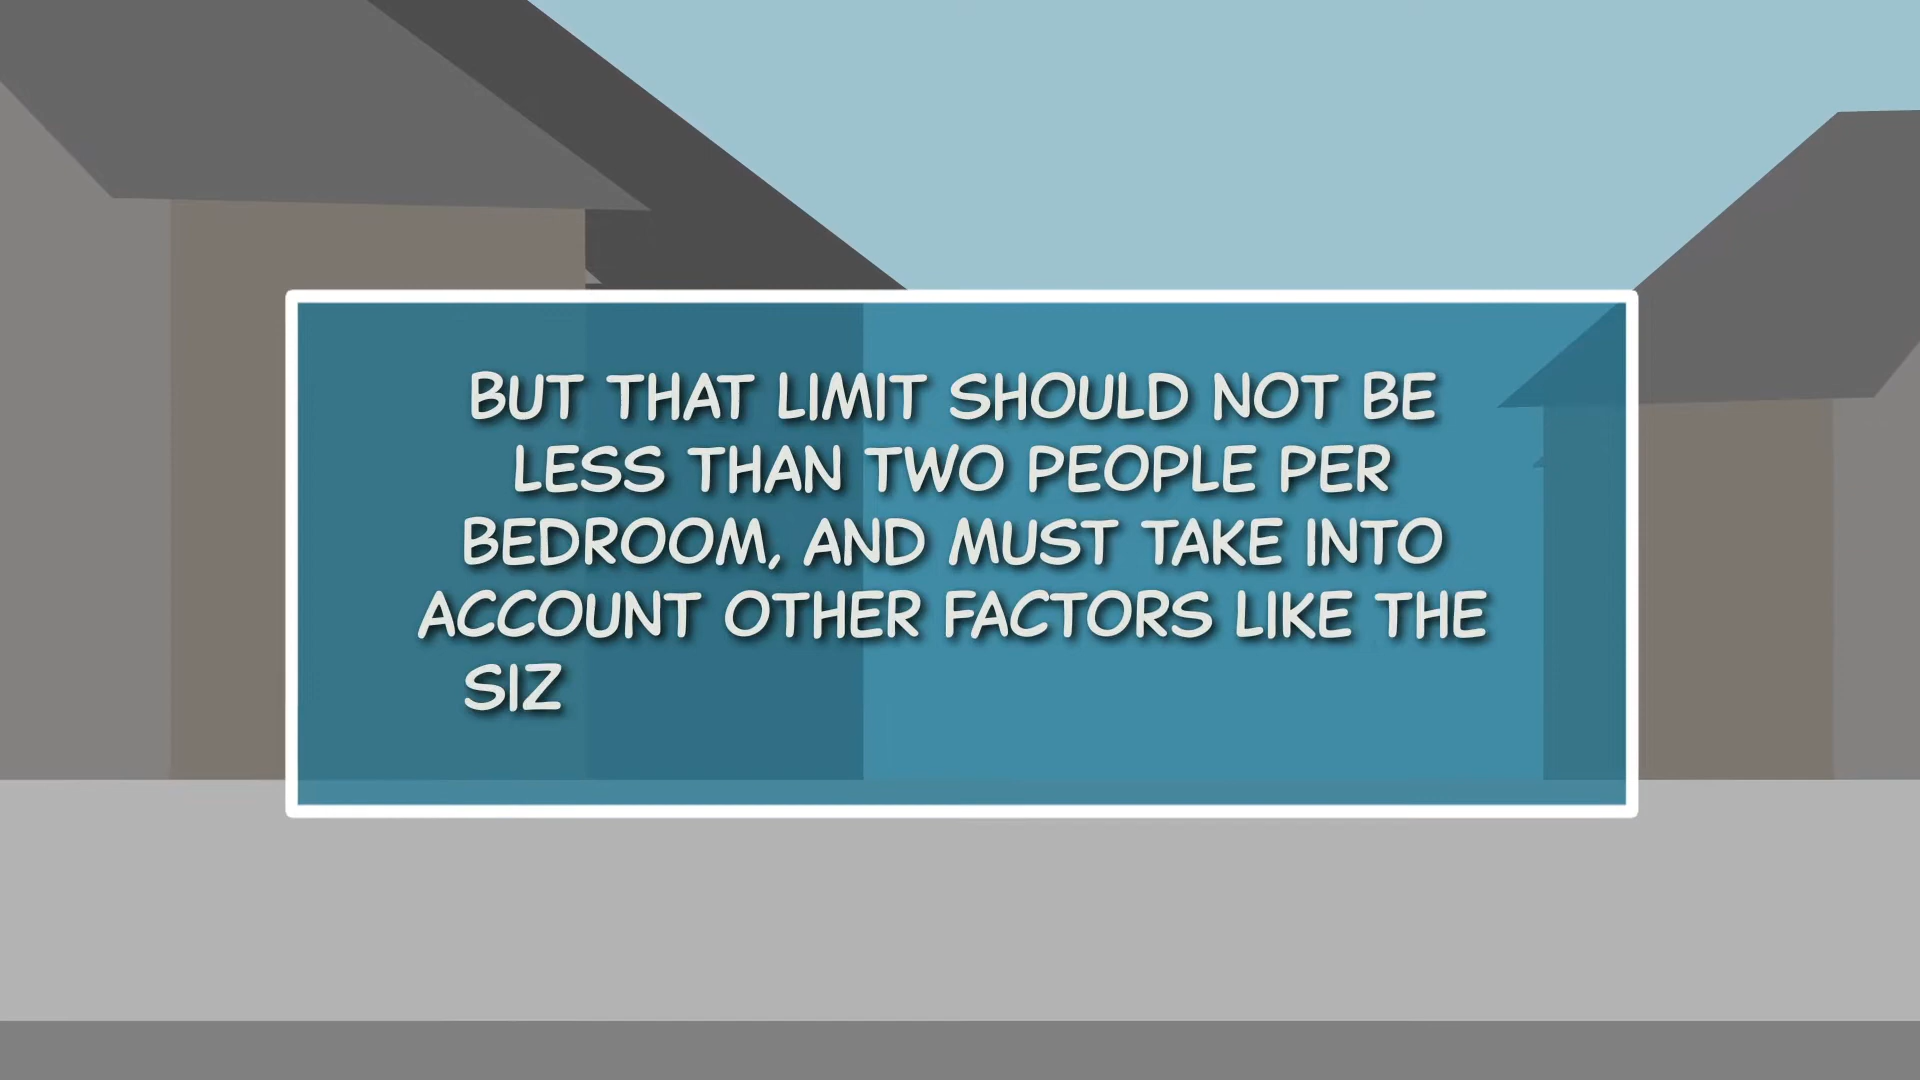 BUT THAT LIMIT SHOULD NOT BE
LESS THAN TWO PEOPLE PER
BEDROOM, AND MUST TAKE INTO
ACCOUNT OTHER FACTORS LIKE THE
SIZ